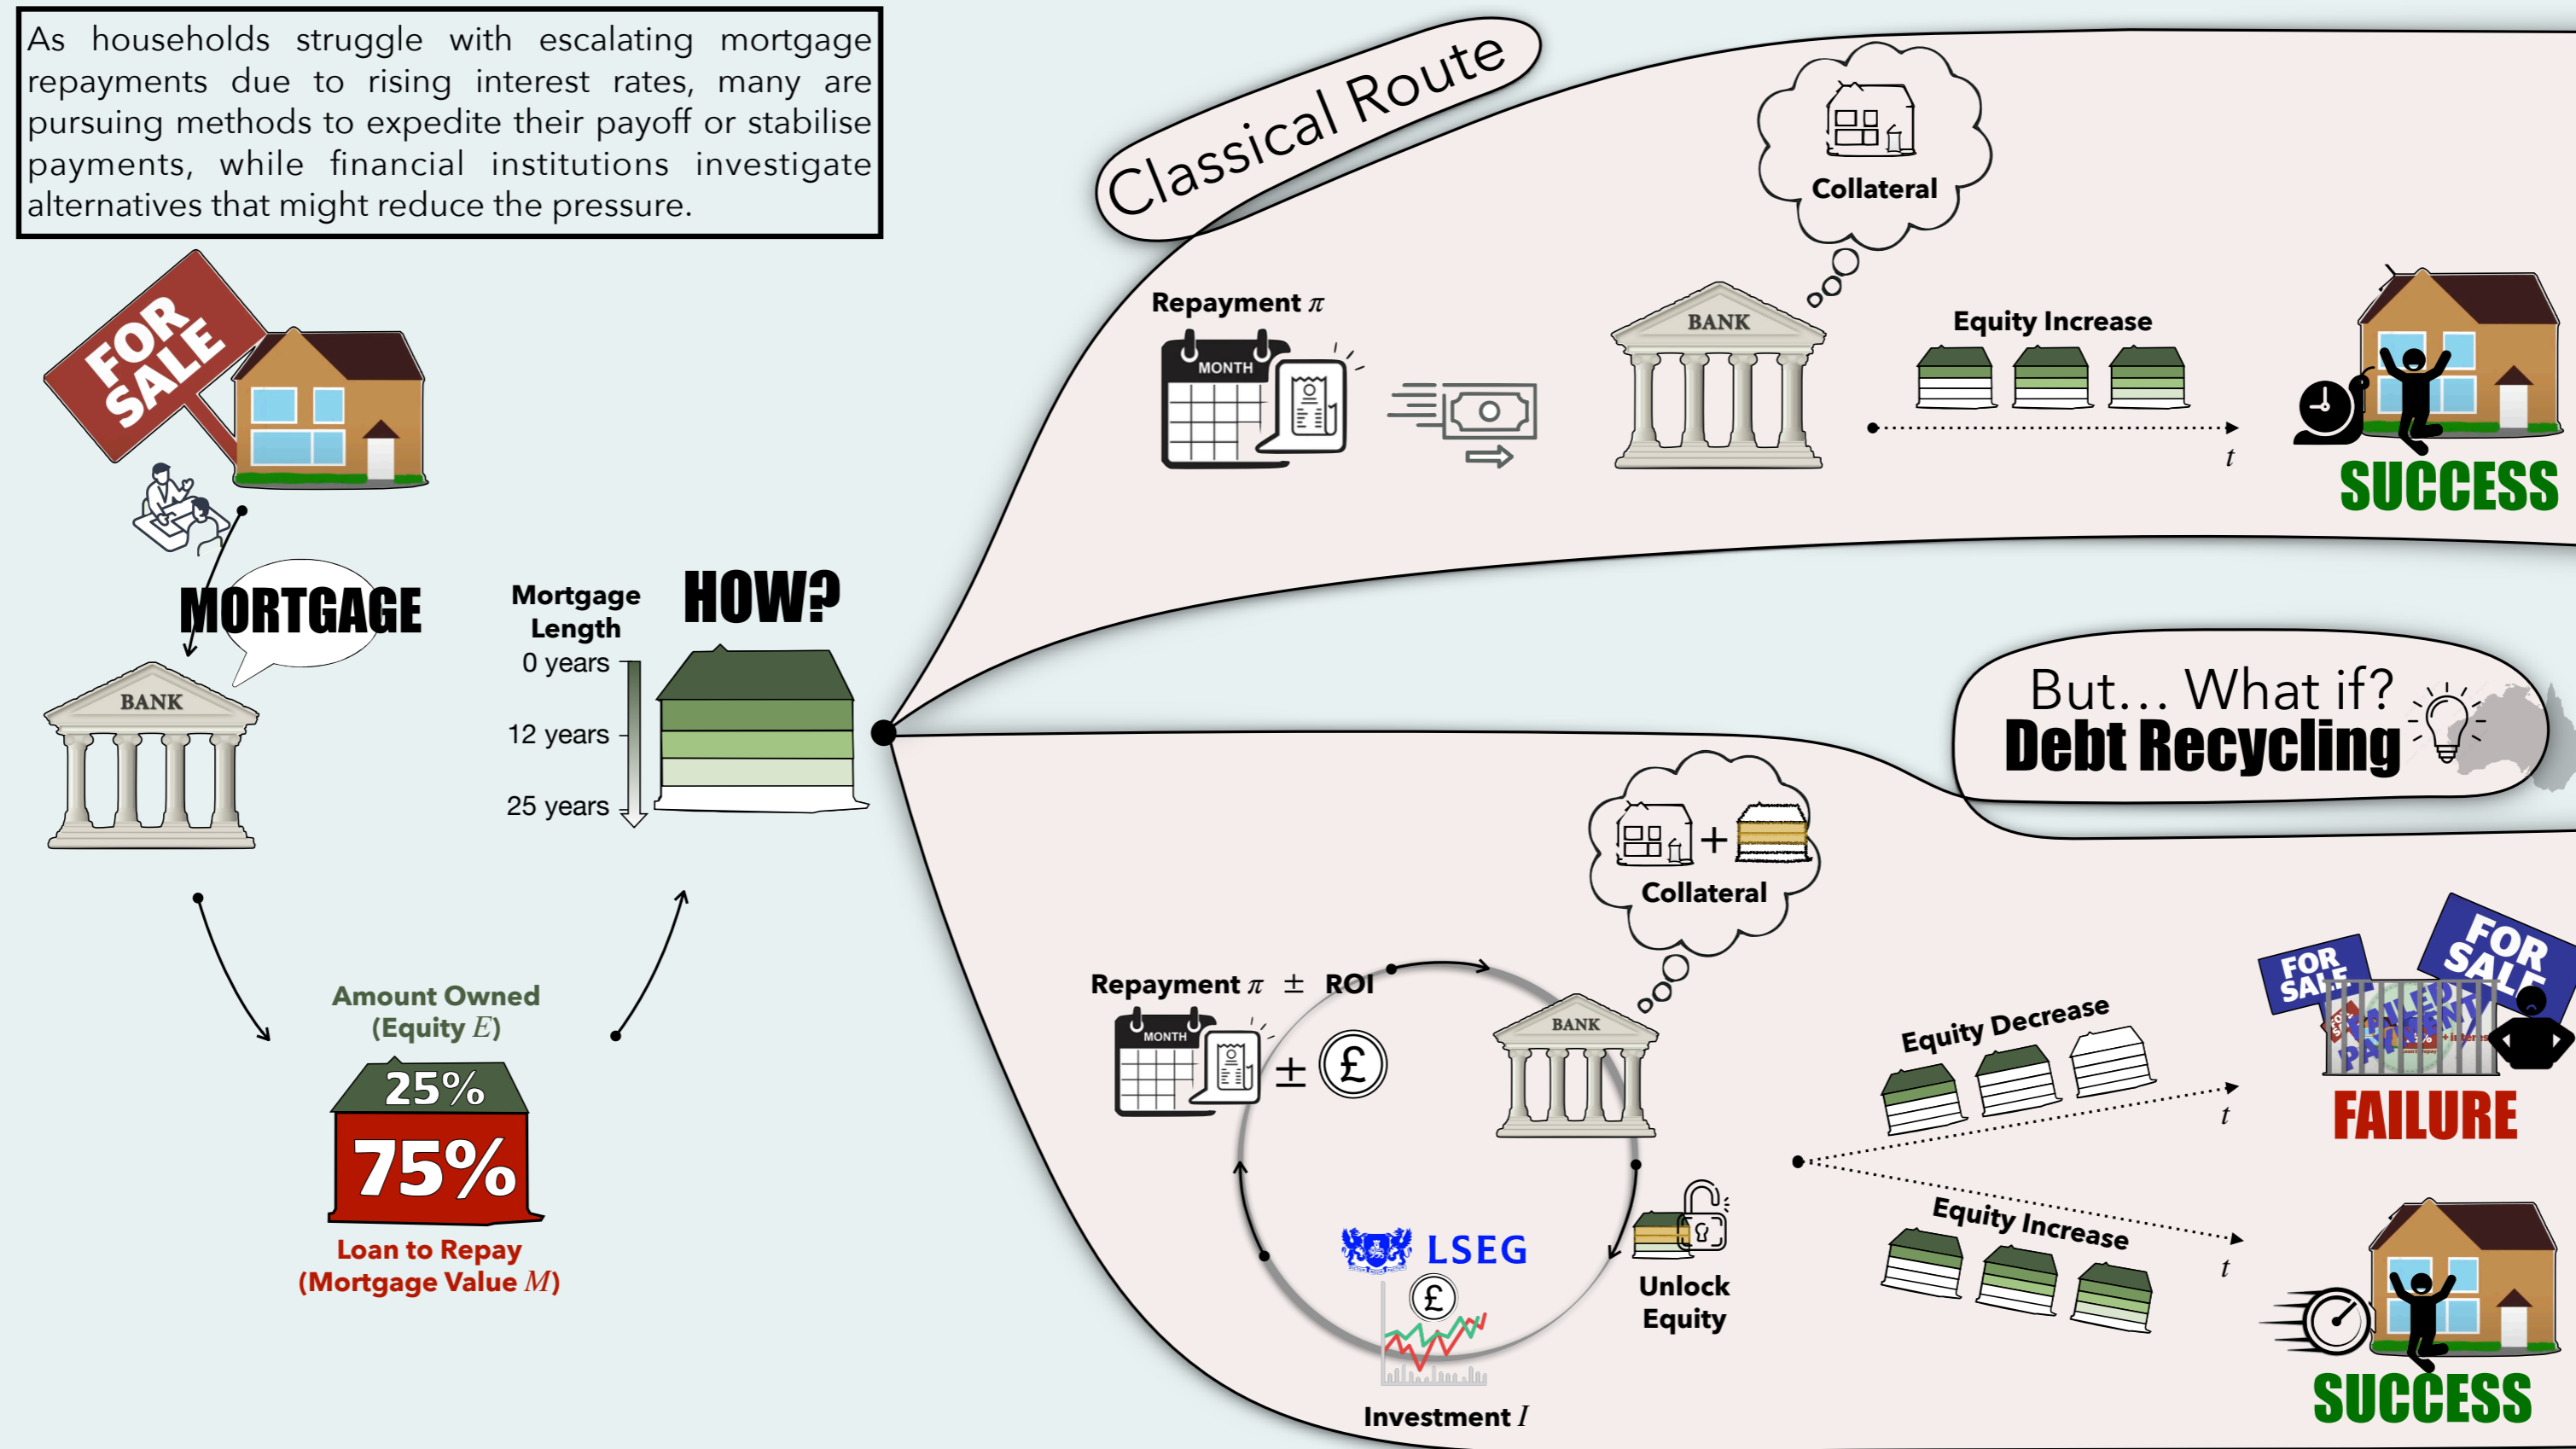 As households struggle with escalating mortgage
repayments due to rising interest rates, many are
pursuing methods to expedite their payoff or stabilise
payments, while financial institutions investigate
alternatives that might reduce the pressure.
FOR
SALE
MORTGAGE
BANK
Mortgage
Length
0 years
12 years
25 years
HOW?
Amount Owned
(Equity E)
25%
75%
Loan to Repay
(Mortgage Value M)
Classical Route
Collateral
Repayment π
MONTH
BANK
Equity Increase
t
SUCCESS
But... What if?
Debt Recycling
+
Collateral
Repayment π ± ROI
MONTH
± £
BANK
Unlock
Equity
LSEG
£
Investment I
Equity Decrease
t
FOR
SALE
FOR
SALE
FAILED
PAYMENT
FAILURE
Equity Increase
t
SUCCESS